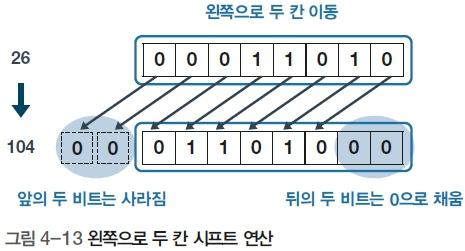 왼쪽으로 두 칸 이동
26 0 0 0 1 1 0 1 0
104 0 0 0 1 1 0 1 0 0 0
앞의 두 비트는 사라짐 뒤의 두 비트는 0으로 채움
그림 4-13 왼쪽으로 두 칸 시프트 연산